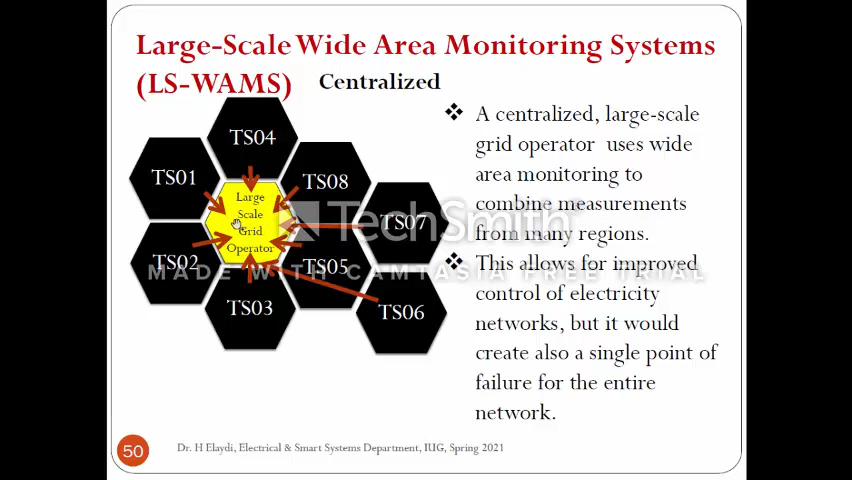 Large-Scale Wide Area Monitoring Systems
(LS-WAMS) Centralized
TS04
TS01
TS08
Large
Scale
Grid
Operator
TS07
TS02
TS05
TS03
TS06
❖ A centralized, large-scale
grid operator uses wide
area monitoring to
combine measurements
from many regions.
❖ This allows for improved
control of electricity
networks, but it would
create also a single point of
failure for the entire
network.
TechSmith
MADE WITH CAMTASIA FREE TRIAL
50
Dr. H Elaydi, Electrical & Smart Systems Department, IUG, Spring 2021